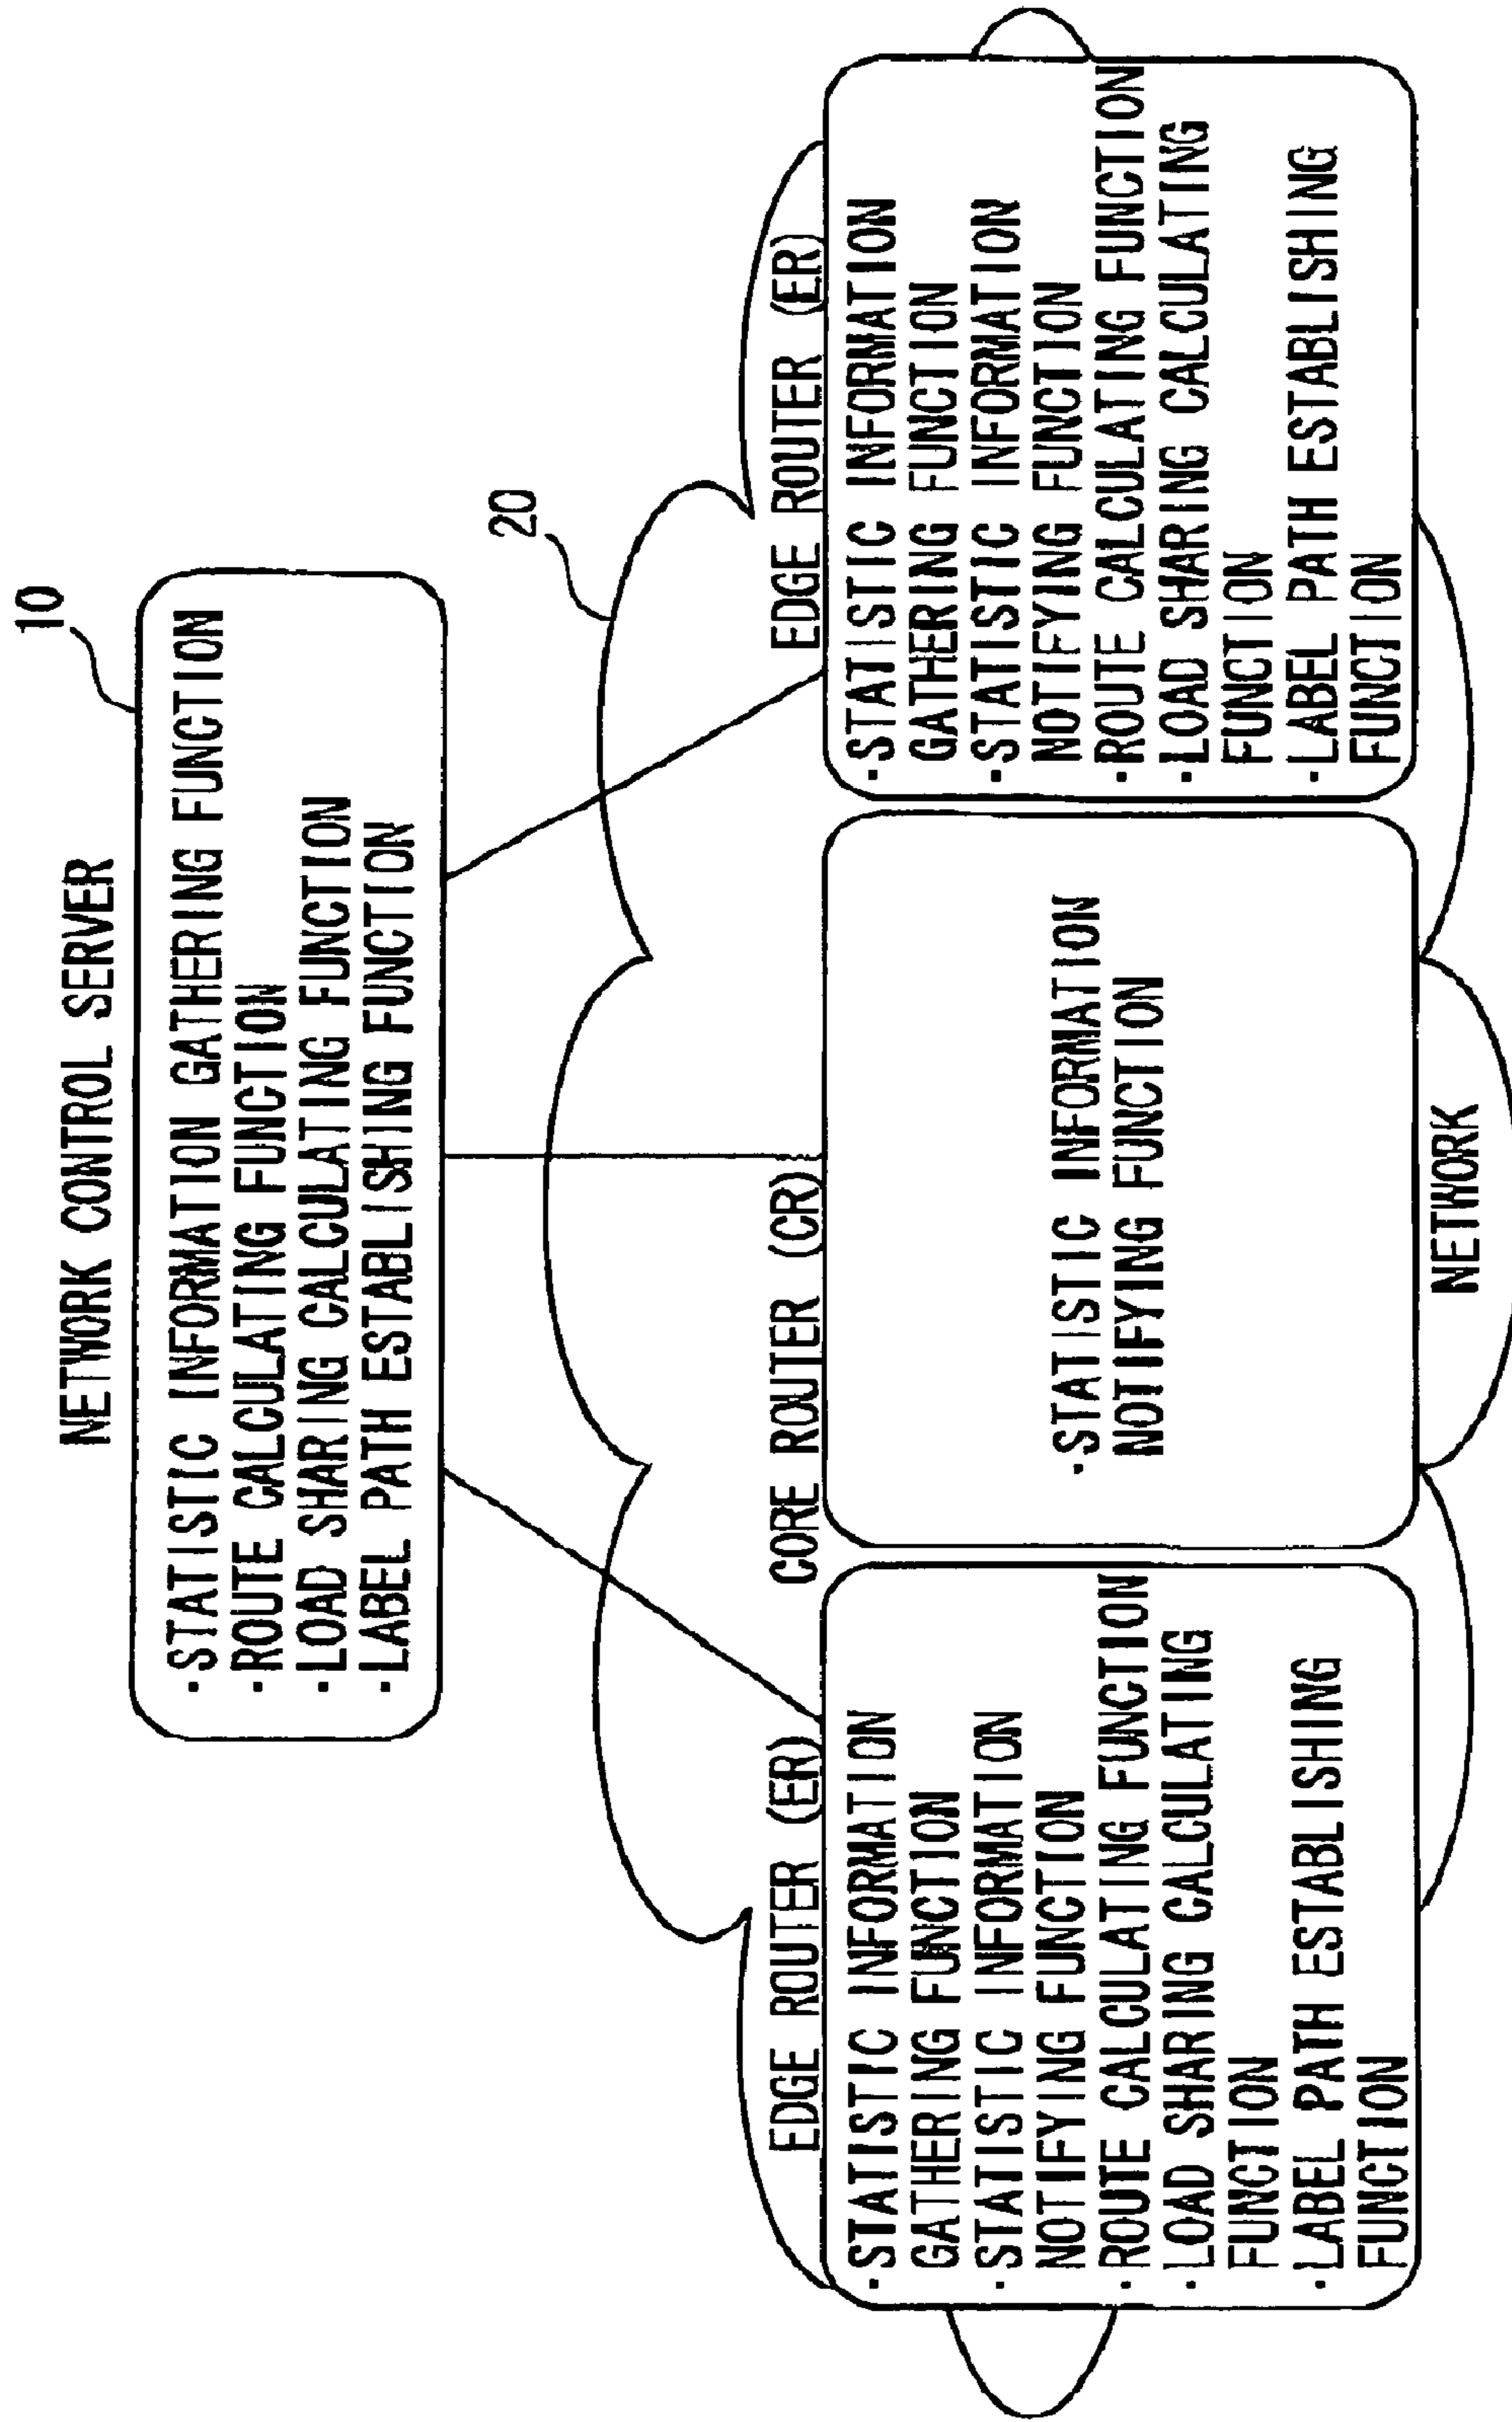 10
NETWORK CONTROL SERVER
· STATISTIC INFORMATION GATHERING FUNCTION
· ROUTE CALCULATING FUNCTION
· LOAD SHARING CALCULATING FUNCTION
· LABEL PATH ESTABLISHING FUNCTION
20
EDGE ROUTER (ER)
· STATISTIC INFORMATION
GATHERING FUNCTION
· STATISTIC INFORMATION
NOTIFYING FUNCTION
· ROUTE CALCULATING FUNCTION
· LOAD SHARING CALCULATING
FUNCTION
· LABEL PATH ESTABLISHING
FUNCTION
CORE ROUTER (CR)
· STATISTIC INFORMATION
NOTIFYING FUNCTION
EDGE ROUTER (ER)
· STATISTIC INFORMATION
GATHERING FUNCTION
· STATISTIC INFORMATION
NOTIFYING FUNCTION
· ROUTE CALCULATING FUNCTION
· LOAD SHARING CALCULATING
FUNCTION
· LABEL PATH ESTABLISHING
FUNCTION
NETWORK